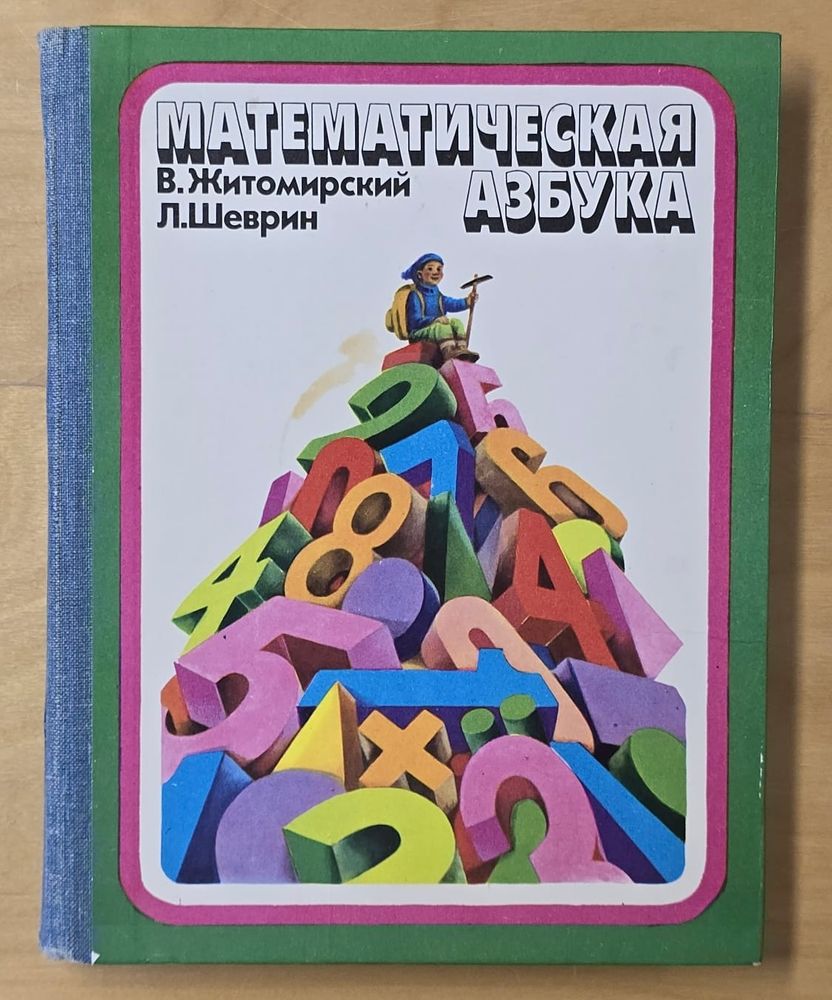 МАТЕМАТИЧЕСКАЯ
АЗБУКА
В. Житомирский
Л. Шеврин